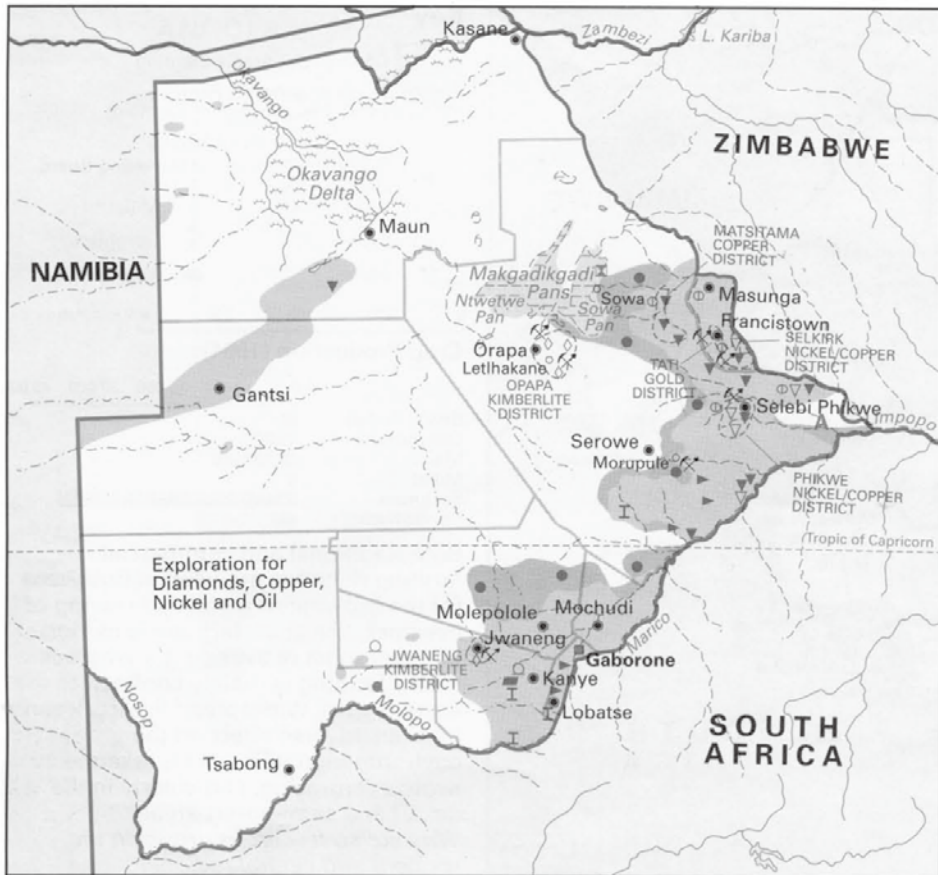 Kasane
Zambezi
L. Kariba
Okavango
ZIMBABWE
Okavango
Delta
Maun
MATSITAMA
COPPER
DISTRICT
NAMIBIA
Makgadikgadi
Pans
Ntwetwe
Pan
Sowa
Sowa
Pan
Masunga
Francistown
SELKIRK
NICKEL/COPPER
DISTRICT
Orapa
Letlhakane
OPAPA
KIMBERLITE
DISTRICT
TATI
GOLD
DISTRICT
Gantsi
Selebi Phikwe
Limpopo
Serowe
Morupule
PHIKWE
NICKEL/COPPER
DISTRICT
Tropic of Capricorn
Exploration for
Diamonds, Copper,
Nickel and Oil
Molepolole
Mochudi
Marico
Jwaneng
JWANENG
KIMBERLITE
DISTRICT
Gaborone
Kanye
Lobatse
Nosop
Molopo
SOUTH
AFRICA
Tsabong